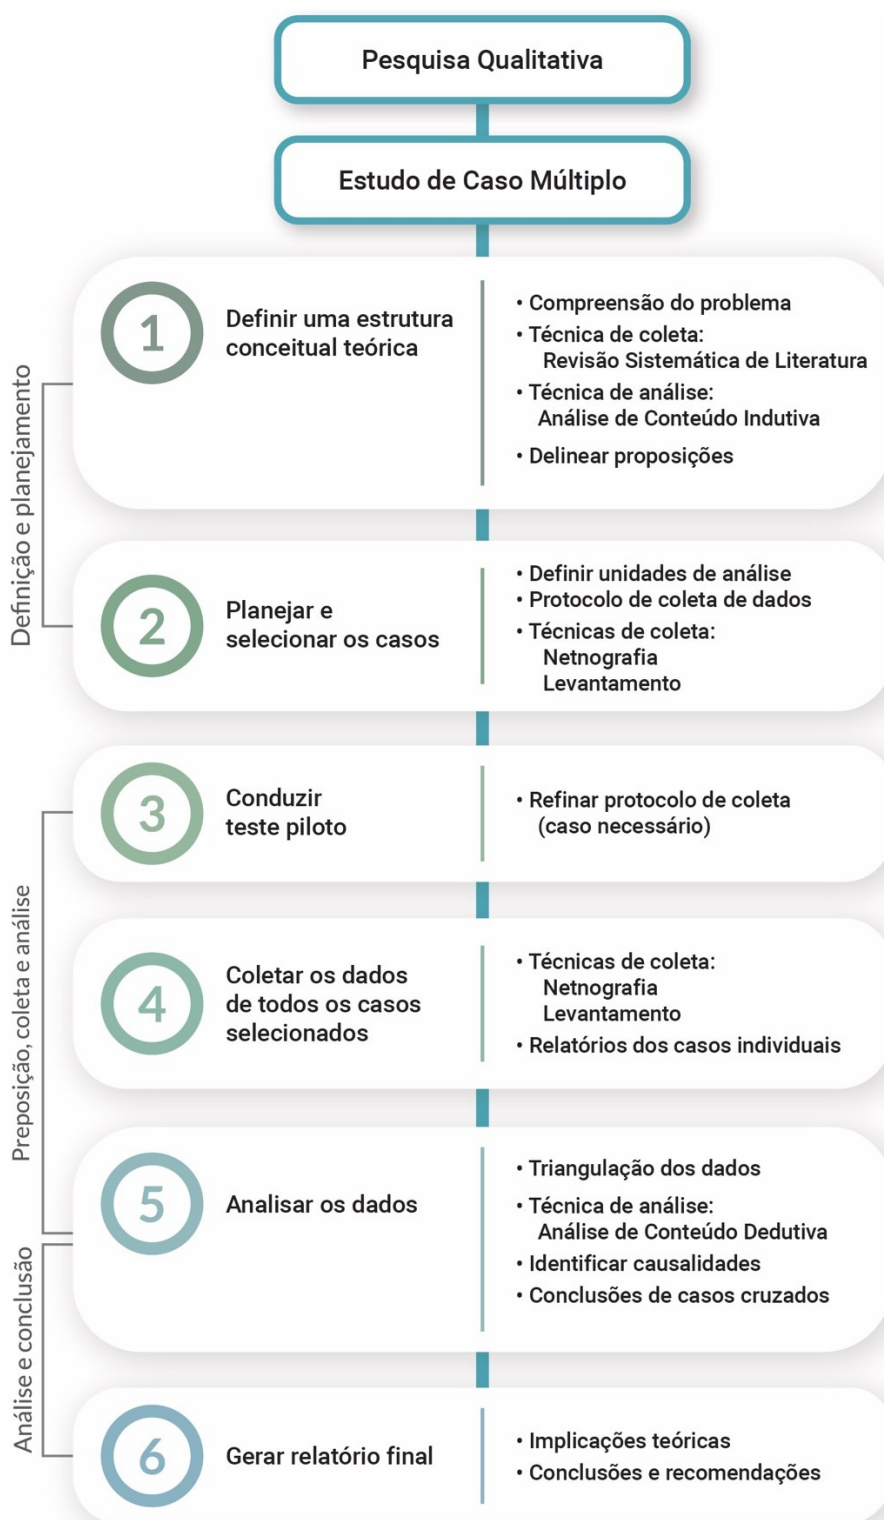 Pesquisa Qualitativa
Estudo de Caso Múltiplo
Definição e planejamento
1
Definir uma estrutura
conceitual teórica
• Compreensão do problema
• Técnica de coleta:
Revisão Sistemática de Literatura
• Técnica de análise:
Análise de Conteúdo Indutiva
• Delinear proposições
2
Planejar e
selecionar os casos
• Definir unidades de análise
• Protocolo de coleta de dados
• Técnicas de coleta:
Netnografia
Levantamento
Preposição, coleta e análise
3
Conduzir
teste piloto
• Refinar protocolo de coleta
(caso necessário)
4
Coletar os dados
de todos os casos
selecionados
• Técnicas de coleta:
Netnografia
Levantamento
• Relatórios dos casos individuais
5
Analisar os dados
• Triangulação dos dados
• Técnica de análise:
Análise de Conteúdo Dedutiva
• Identificar causalidades
• Conclusões de casos cruzados
Análise e conclusão
6
Gerar relatório final
• Implicações teóricas
• Conclusões e recomendações